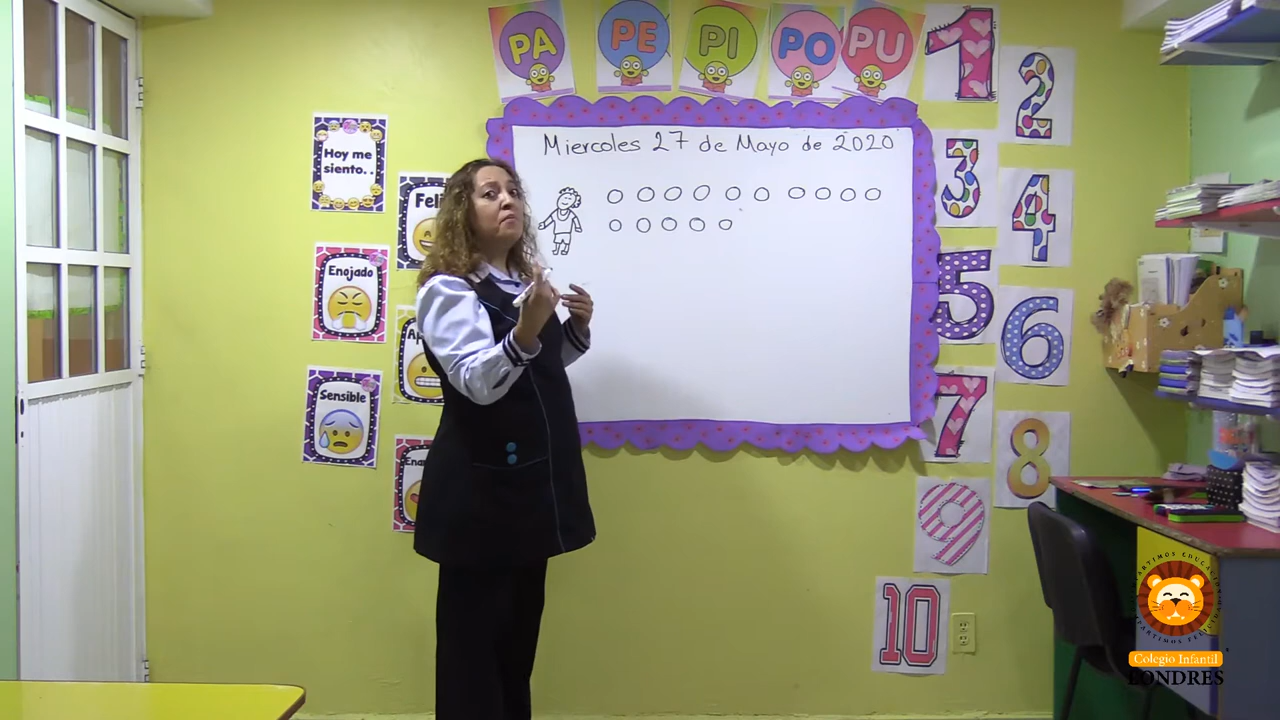 PA PE PI PO PU
Miercoles 27 de Mayo de 2020
Hoy me
siento. .
Enojado
Sensible
1
2
3
4
5
6
7
8
9
10
Colegio Infantil
LONDRES